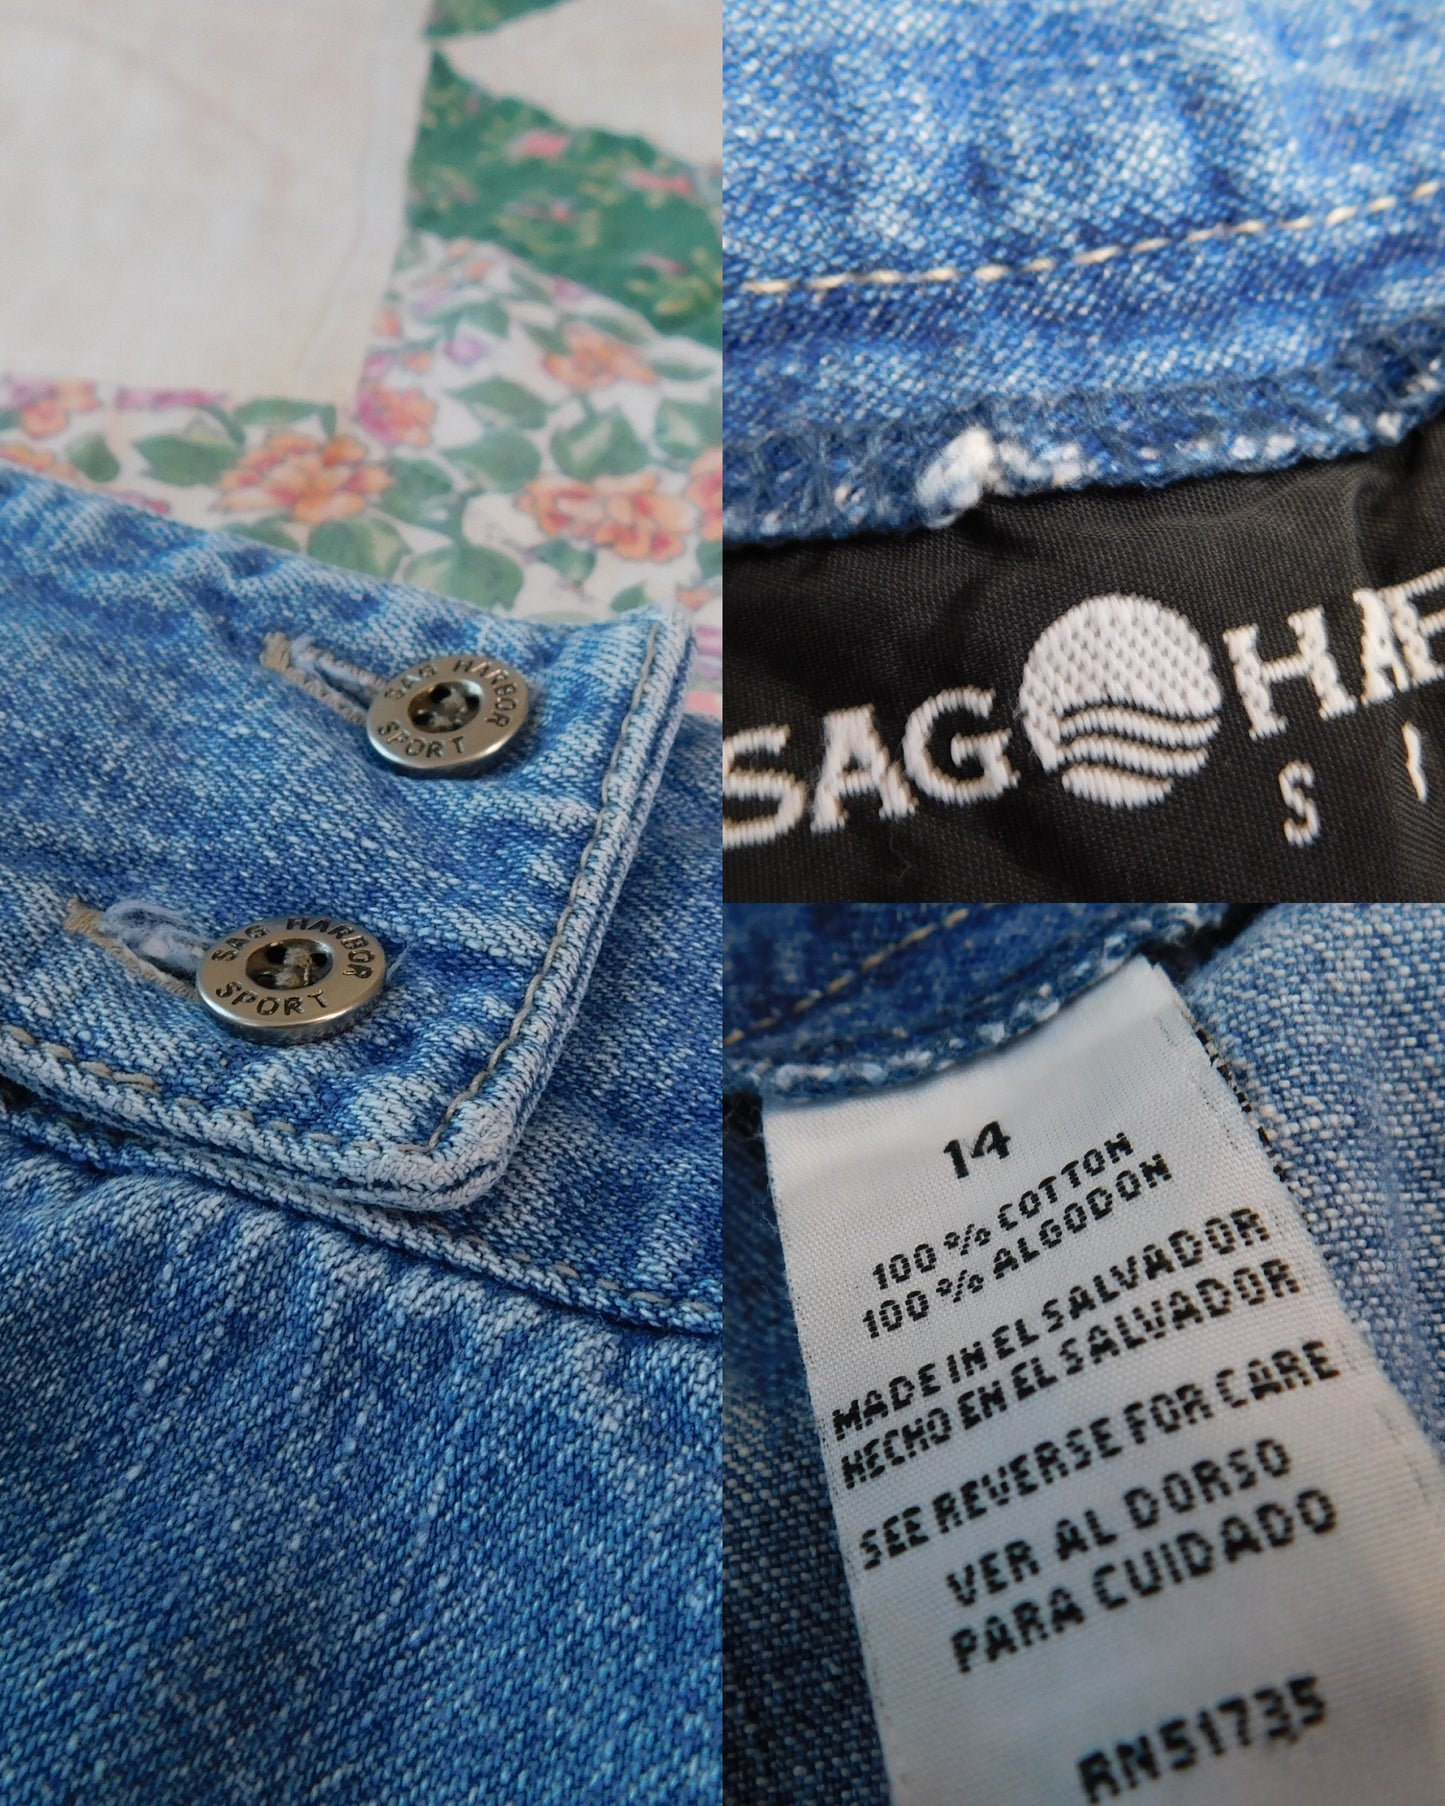 SAG HARBOR
SPORT
SAG HARBOR
SPORT
SAG HAR
S
14
100% COTTON
100% ALGODON
MADE IN EL SALVADOR
HECHO EN EL SALVADOR
SEE REVERSE FOR CARE
VER AL DORSO
PARA CUIDADO
RN51735